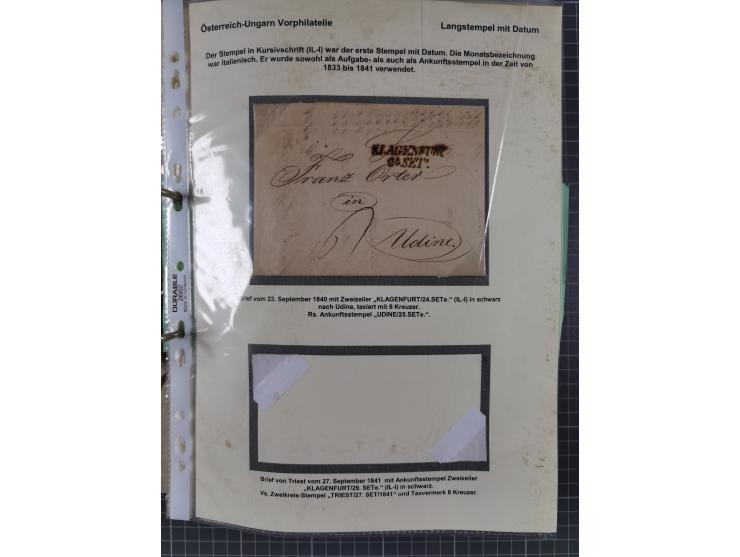 Österreich-Ungarn Vorphilatelie
Langstempel mit Datum
Der Stempel in Kursivschrift (IL-I) war der erste Stempel mit Datum. Die Monatsbezeichnung
war italienisch. Er wurde sowohl als Aufgabe- als auch als Ankunftsstempel in der Zeit von
1833 bis 1841 verwendet.
KLAGENFURT
24.SETe.
Franz Orter
in
6
Udine.
Brief vom 23. September 1840 mit Zweizeiler „KLAGENFURT/24.SETe." (IL-I) in schwarz
nach Udine, taxiert mit 6 Kreuzer.
Rs. Ankunftsstempel „UDINE/25.SETe.".
Brief von Triest vom 27. September 1841 mit Ankunftsstempel Zweizeiler
„KLAGENFURT/29. SETe." (IL-I) in schwarz.
Vs. Zweikreis-Stempel „TRIEST/27. SET/1841" und Taxvermerk 8 Kreuzer.
DURABLE
2662